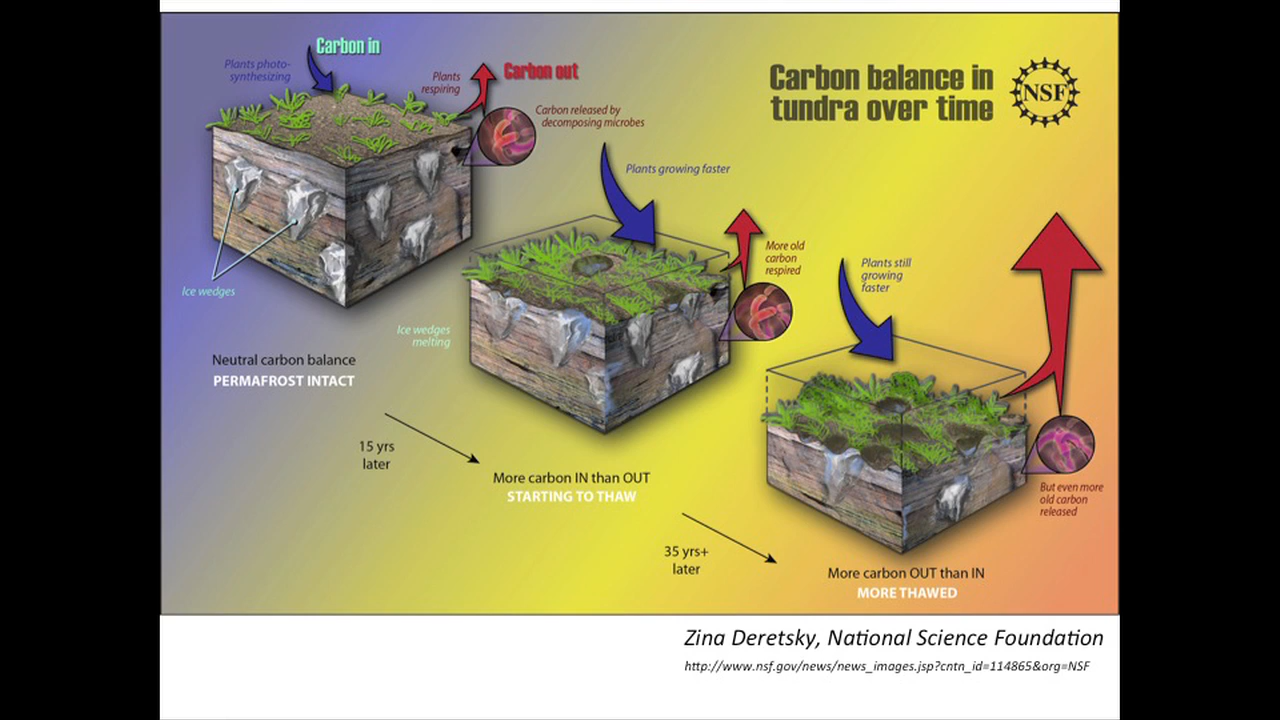 Carbon balance in
tundra over time
NSF
Carbon in
Plants photo-
synthesizing
Plants
respiring
Carbon out
Carbon released by
decomposing microbes
Ice wedges
Neutral carbon balance
PERMAFROST INTACT
15 yrs
later
Plants growing faster
More old
carbon
respired
Ice wedges
melting
More carbon IN than OUT
STARTING TO THAW
35 yrs+
later
Plants still
growing
faster
But even more
old carbon
released
More carbon OUT than IN
MORE THAWED
Zina Deretsky, National Science Foundation
http://www.nsf.gov/news/news_images.jsp?cntn_id=114865&org=NSF